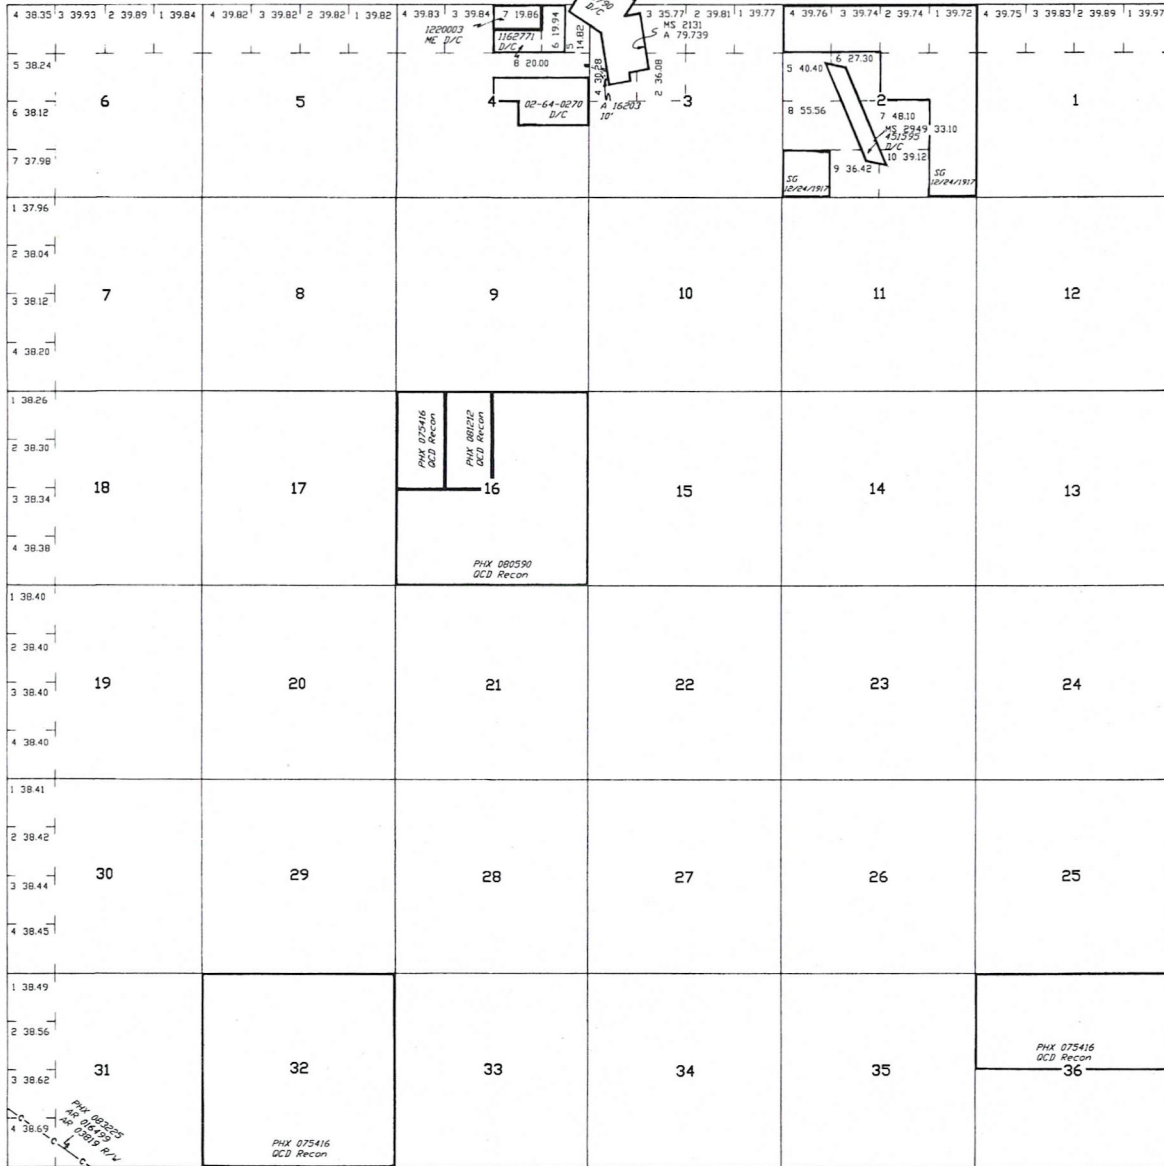 4 38.35 3 39.93 2 39.89 1 39.84
4 39.82 3 39.82 2 39.82 1 39.82
4 39.83 3 39.84 7 19.86
3 35.77 2 39.81 1 39.77
4 39.76 3 39.74 2 39.74 1 39.72
4 39.75 3 39.83 2 39.89 1 39.97
1220003
ME D/C
1162771
D/C
6 19.94
5 14.82
8 20.00
D/C
MS 2131
A 79.739
4 30.28
2 36.08
A 16203
10'
02-64-0270
D/C
5 38.24
6 38.12
7 37.98
6
5
4
3
2
1
5 40.40
6 27.30
8 55.56
7 48.10
MS 2949 33.10
451595
D/C
10 39.12
9 36.42
SG
12/24/1917
SG
12/24/1917
1 37.96
2 38.04
3 38.12
4 38.20
7
8
9
10
11
12
1 38.26
2 38.30
3 38.34
4 38.38
18
17
16
15
14
13
PHX 075416
QCD Recon
PHX 081212
QCD Recon
PHX 080590
QCD Recon
1 38.40
2 38.40
3 38.40
4 38.40
19
20
21
22
23
24
1 38.41
2 38.42
3 38.44
4 38.45
30
29
28
27
26
25
1 38.49
2 38.56
3 38.62
4 38.69
31
32
33
34
35
36
PHX 083225
AR 016499
AR 03819 R/W
C C C
PHX 075416
QCD Recon
PHX 075416
QCD Recon